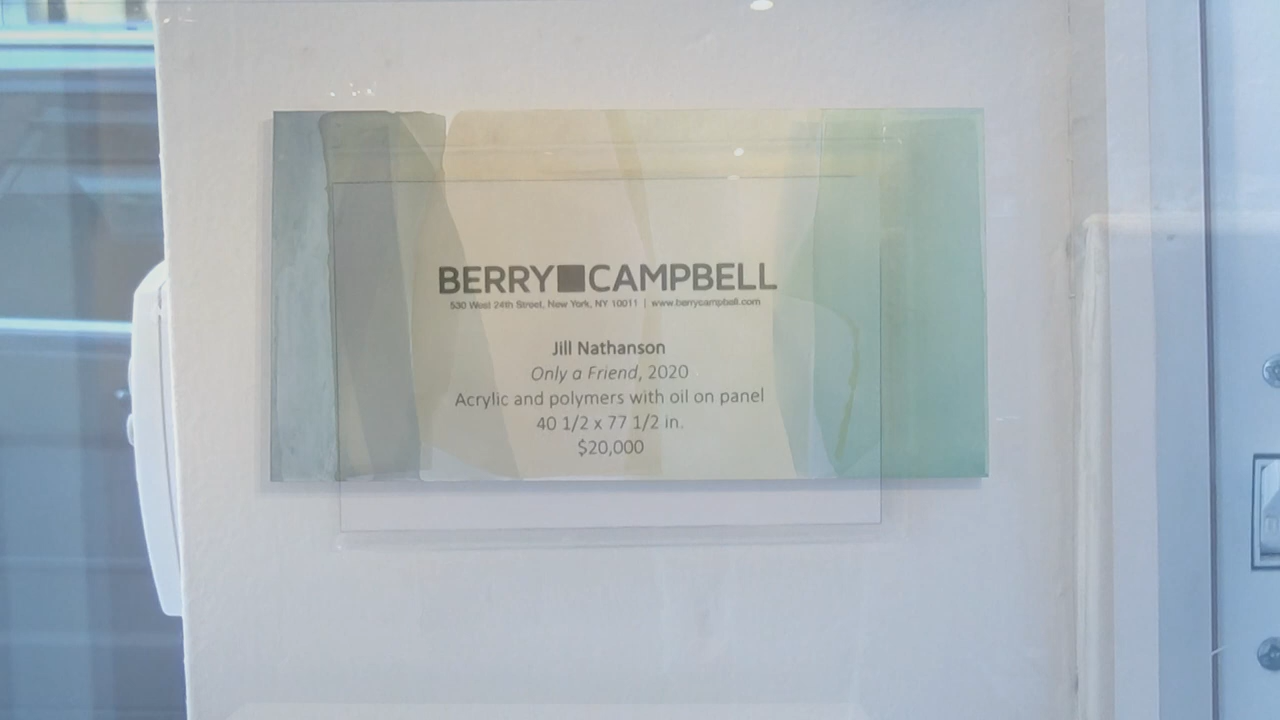 BERRY CAMPBELL
530 West 24th Street, New York, NY 10011 | www.berrycampbell.com
Jill Nathanson
Only a Friend, 2020
Acrylic and polymers with oil on panel
40 1/2 x 77 1/2 in.
$20,000